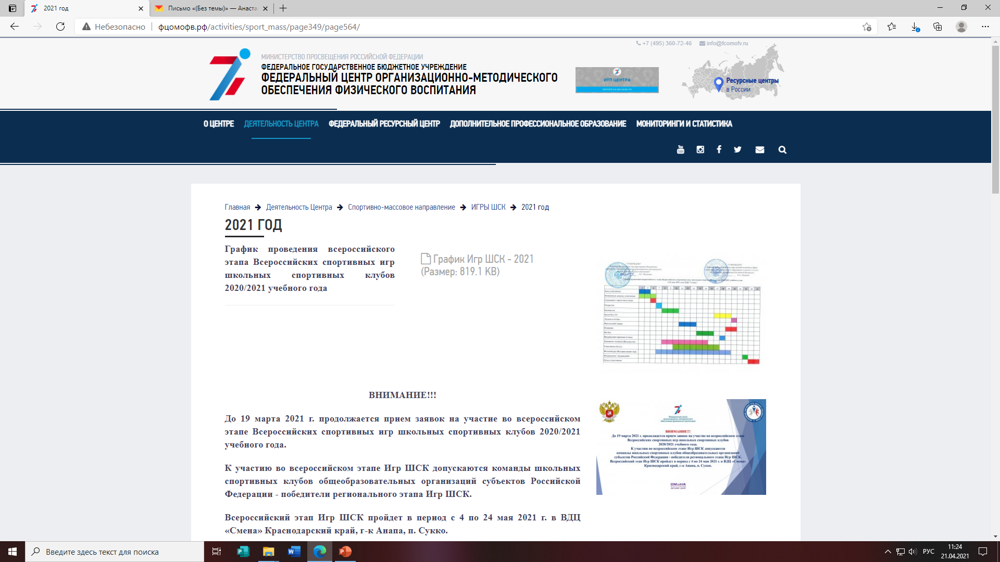 2021 год
Письмо «(Без темы)» — Анаста
Небезопасно
фцомофв.рф/activities/sport_mass/page349/page564/
+7 (495) 360-72-46 info@fcomofv.ru
МИНИСТЕРСТВО ПРОСВЕЩЕНИЯ РОССИЙСКОЙ ФЕДЕРАЦИИ
ФЕДЕРАЛЬНОЕ ГОСУДАРСТВЕННОЕ БЮДЖЕТНОЕ УЧРЕЖДЕНИЕ
ФЕДЕРАЛЬНЫЙ ЦЕНТР ОРГАНИЗАЦИОННО-МЕТОДИЧЕСКОГО
ОБЕСПЕЧЕНИЯ ФИЗИЧЕСКОГО ВОСПИТАНИЯ
ИТП ЦЕНТРА
Ресурсные центры
в России
О ЦЕНТРЕ ДЕЯТЕЛЬНОСТЬ ЦЕНТРА ФЕДЕРАЛЬНЫЙ РЕСУРСНЫЙ ЦЕНТР ДОПОЛНИТЕЛЬНОЕ ПРОФЕССИОНАЛЬНОЕ ОБРАЗОВАНИЕ МОНИТОРИНГИ И СТАТИСТИКА
You Tube
Главная Деятельность Центра Спортивно-массовое направление ИГРЫ ШСК 2021 год
2021 ГОД
График проведения всероссийского
этапа Всероссийских спортивных игр
школьных спортивных клубов
2020/2021 учебного года
График Игр ШСК - 2021
(Размер: 819.1 KB)
ВНИМАНИЕ!!!
До 19 марта 2021 г. продолжается прием заявок на участие во всероссийском
этапе Всероссийских спортивных игр школьных спортивных клубов 2020/2021
учебного года.
К участию во всероссийском этапе Игр ШСК допускаются команды школьных
спортивных клубов общеобразовательных организаций субъектов Российской
Федерации - победители регионального этапа Игр ШСК.
Всероссийский этап Игр ШСК пройдет в период с 4 по 24 мая 2021 г. в ВДЦ
«Смена» Краснодарский край, г-к Анапа, п. Сукко.
Федеральный центр
организационно-методического
обеспечения физического воспитания
ВНИМАНИЕ!!!
До 19 марта 2021 г. продолжается прием заявок на участие во всероссийском этапе
Всероссийских спортивных игр школьных спортивных клубов
2020/2021 учебного года.
К участию во всероссийском этапе Игр ШСК допускаются
команды школьных спортивных клубов общеобразовательных организаций
субъектов Российской Федерации - победители регионального этапа Игр ШСК.
Всероссийский этап Игр ШСК пройдет в период с 4 по 24 мая 2021 г. в ВДЦ «Смена»
Краснодарский край, г-к Анапа, п. Сукко.
СМЕНА
Введите здесь текст для поиска
РУС
11:24
21.04.2021